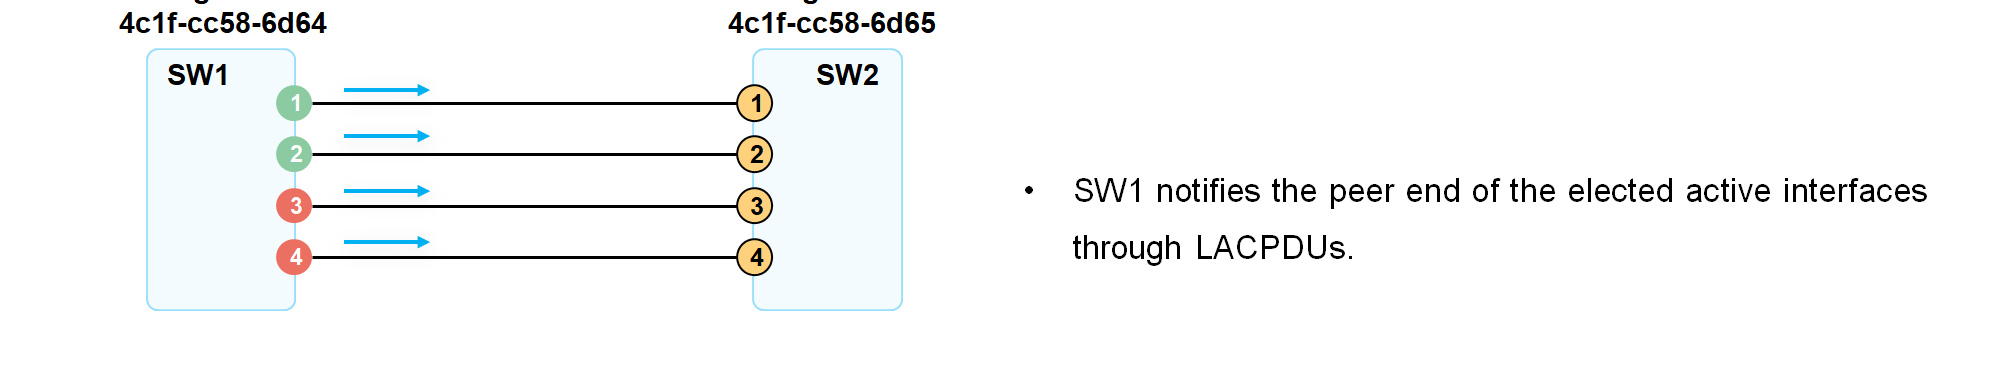 4c1f-cc58-6d64 4c1f-cc58-6d65
SW1 SW2
1 1
2 2
3 3
4 4
• SW1 notifies the peer end of the elected active interfaces
through LACPDUs.